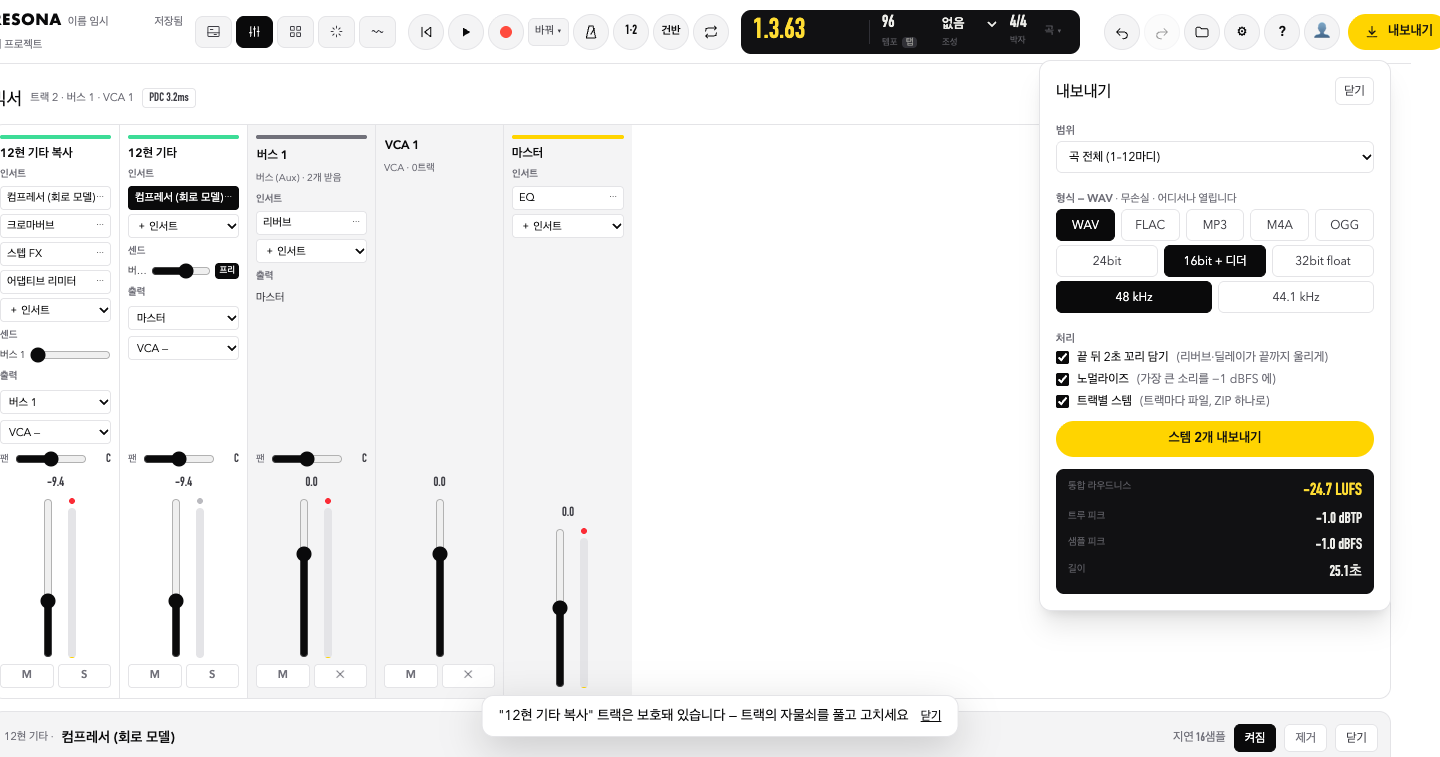 RESONA 이름 임시 저장됨
프로젝트
바꿔 1·2 건반
1.3.63 96 없음 4/4 곡
템포 탭 조성 박자
? 내보내기
믹서 트랙 2 · 버스 1 · VCA 1 PDC 3.2ms
12현 기타 복사
인서트
컴프레서 (회로 모델)...
크로마버브 ...
스텝 FX ...
어댑티브 리미터 ...
+ 인서트
센드
버스 1
출력
버스 1
VCA –
팬 C
-9.4
M S
12현 기타
인서트
컴프레서 (회로 모델)...
+ 인서트
센드
버... 프리
출력
마스터
VCA –
팬 C
-9.4
M S
버스 1
버스 (Aux) · 2개 받음
인서트
리버브 ...
+ 인서트
출력
마스터
팬 C
0.0
M ×
VCA 1
VCA · 0트랙
0.0
M ×
마스터
인서트
EQ ...
+ 인서트
0.0
내보내기 닫기
범위
곡 전체 (1–12마디)
형식 – WAV · 무손실 · 어디서나 열립니다
WAV FLAC MP3 M4A OGG
24bit 16bit + 디더 32bit float
48 kHz 44.1 kHz
처리
끝 뒤 2초 꼬리 담기 (리버브·딜레이가 끝까지 울리게)
노멀라이즈 (가장 큰 소리를 −1 dBFS 에)
트랙별 스템 (트랙마다 파일, ZIP 하나로)
스템 2개 내보내기
통합 라우드니스 -24.7 LUFS
트루 피크 -1.0 dBTP
샘플 피크 -1.0 dBFS
길이 25.1초
"12현 기타 복사" 트랙은 보호돼 있습니다 – 트랙의 자물쇠를 풀고 고치세요 닫기
12현 기타 · 컴프레서 (회로 모델) 지연 16샘플 켜짐 제거 닫기